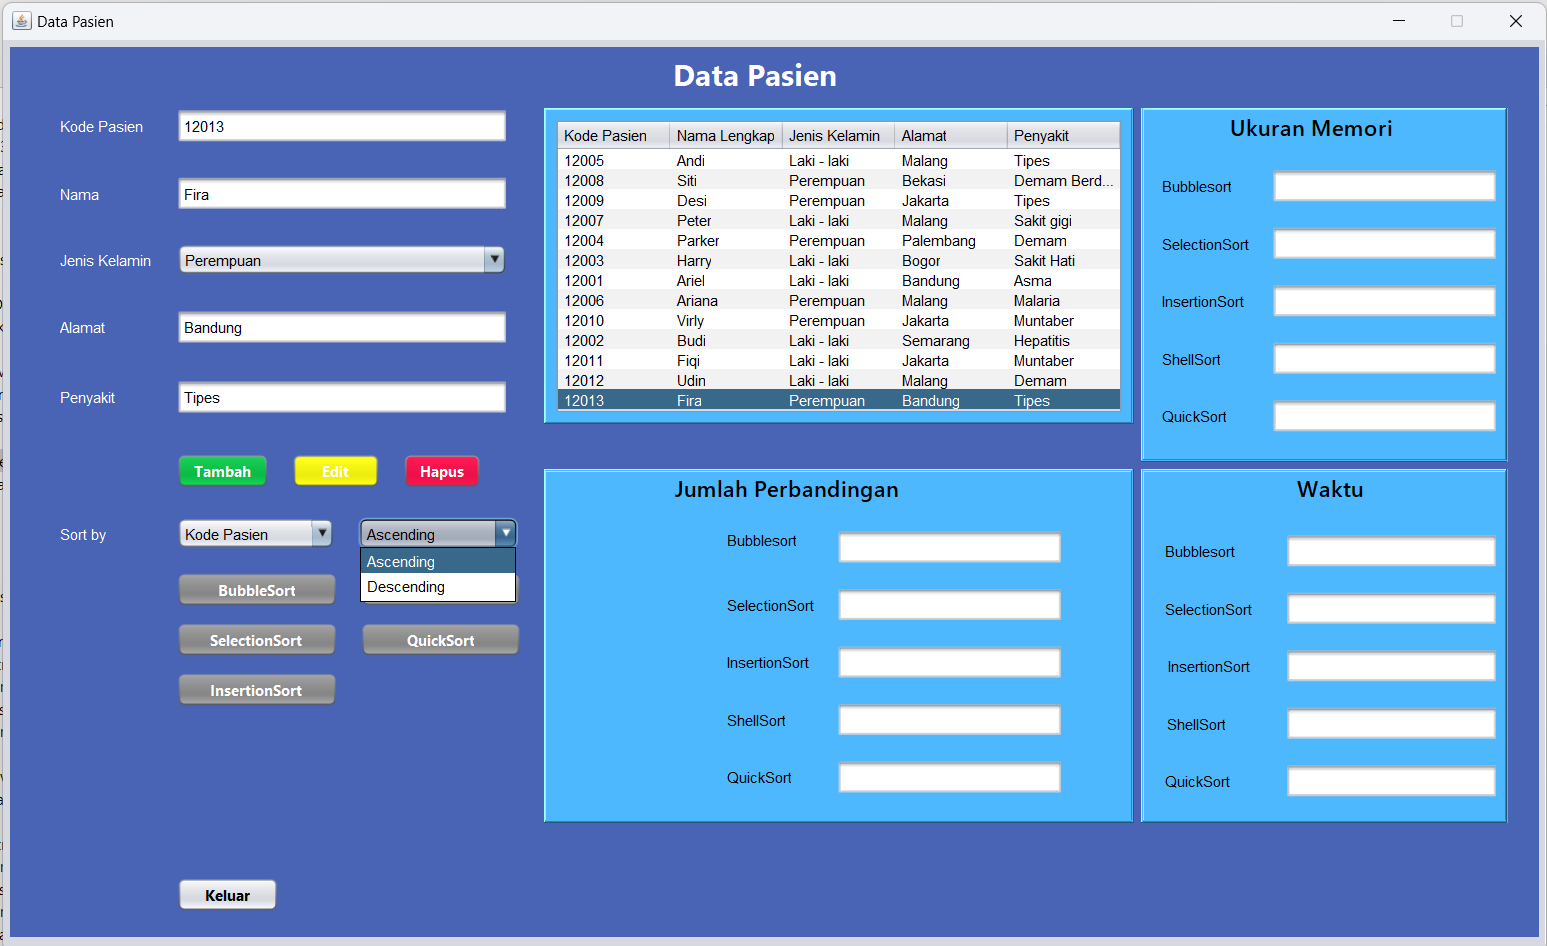 Data Pasien
Data Pasien
Kode Pasien 12013
Nama Fira
Jenis Kelamin Perempuan
Alamat Bandung
Penyakit Tipes
Tambah Edit Hapus
Sort by Kode Pasien Ascending
Ascending
Descending
BubbleSort
SelectionSort QuickSort
InsertionSort
Keluar
Kode Pasien Nama Lengkap Jenis Kelamin Alamat Penyakit
12005 Andi Laki - laki Malang Tipes
12008 Siti Perempuan Bekasi Demam Berd...
12009 Desi Perempuan Jakarta Tipes
12007 Peter Laki - laki Malang Sakit gigi
12004 Parker Perempuan Palembang Demam
12003 Harry Laki - laki Bogor Sakit Hati
12001 Ariel Laki - laki Bandung Asma
12006 Ariana Perempuan Malang Malaria
12010 Virly Perempuan Jakarta Muntaber
12002 Budi Laki - laki Semarang Hepatitis
12011 Fiqi Laki - laki Jakarta Muntaber
12012 Udin Laki - laki Malang Demam
12013 Fira Perempuan Bandung Tipes
Ukuran Memori
Bubblesort
SelectionSort
InsertionSort
ShellSort
QuickSort
Jumlah Perbandingan
Bubblesort
SelectionSort
InsertionSort
ShellSort
QuickSort
Waktu
Bubblesort
SelectionSort
InsertionSort
ShellSort
QuickSort